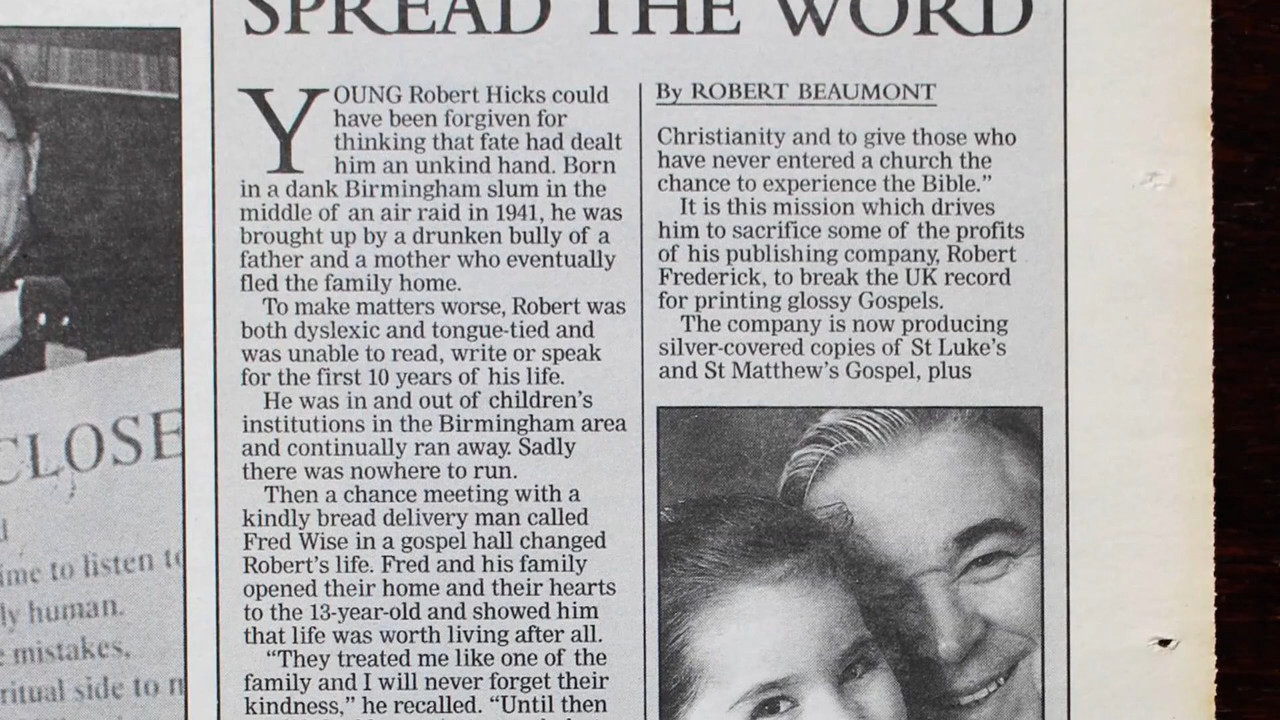 SPREAD THE WORD
YOUNG Robert Hicks could
have been forgiven for
thinking that fate had dealt
him an unkind hand. Born
in a dank Birmingham slum in the
middle of an air raid in 1941, he was
brought up by a drunken bully of a
father and a mother who eventually
fled the family home.
To make matters worse, Robert was
both dyslexic and tongue-tied and
was unable to read, write or speak
for the first 10 years of his life.
He was in and out of children's
institutions in the Birmingham area
and continually ran away. Sadly
there was nowhere to run.
Then a chance meeting with a
kindly bread delivery man called
Fred Wise in a gospel hall changed
Robert's life. Fred and his family
opened their home and their hearts
to the 13-year-old and showed him
that life was worth living after all.
“They treated me like one of the
family and I will never forget their
kindness,” he recalled. “Until then
By ROBERT BEAUMONT
Christianity and to give those who
have never entered a church the
chance to experience the Bible.”
It is this mission which drives
him to sacrifice some of the profits
of his publishing company, Robert
Frederick, to break the UK record
for printing glossy Gospels.
The company is now producing
silver-covered copies of St Luke's
and St Matthew's Gospel, plus
CLOSE
to listen
human.
mistakes,
side to